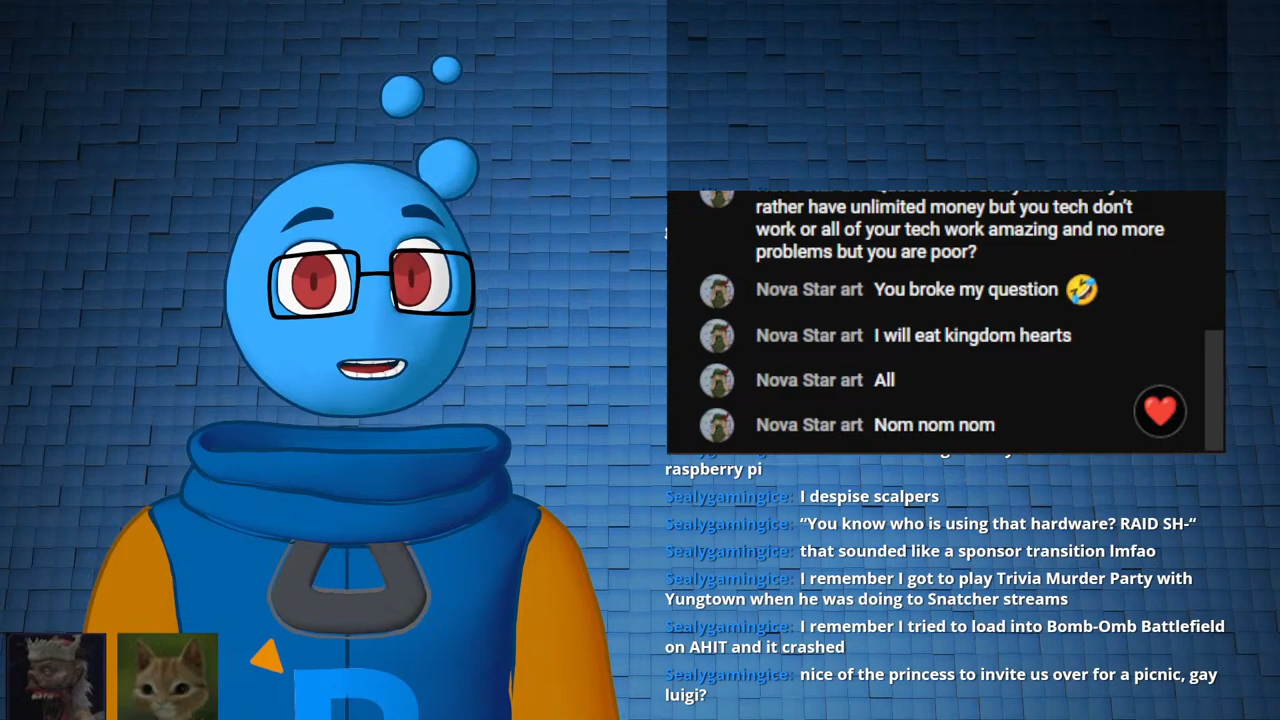 rather have unlimited money but you tech don't
work or all of your tech work amazing and no more
problems but you are poor?
Nova Star art You broke my question 🤣
Nova Star art I will eat kingdom hearts
Nova Star art All
Nova Star art Nom nom nom
raspberry pi
Sealygamingice: I despise scalpers
Sealygamingice: “You know who is using that hardware? RAID SH-“
Sealygamingice: that sounded like a sponsor transition lmfao
Sealygamingice: I remember I got to play Trivia Murder Party with
Yungtown when he was doing to Snatcher streams
Sealygamingice: I remember I tried to load into Bomb-Omb Battlefield
on AHIT and it crashed
Sealygamingice: nice of the princess to invite us over for a picnic, gay
luigi?